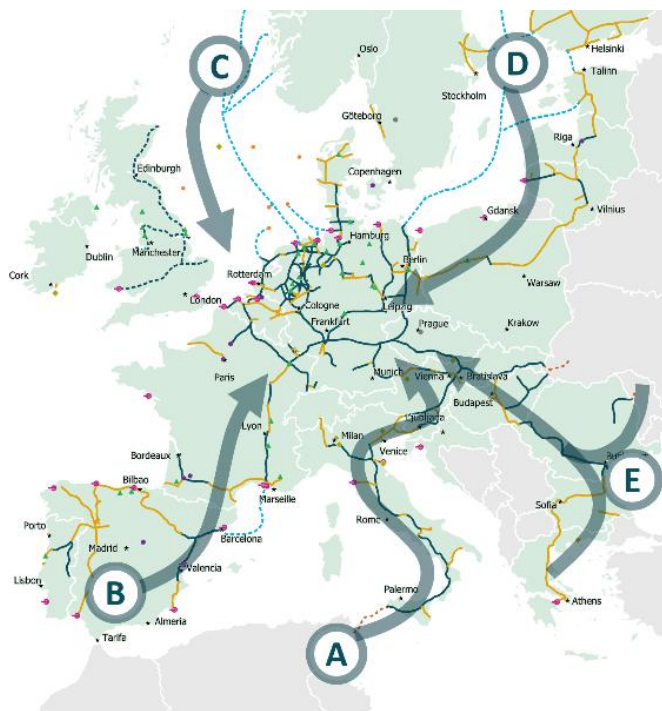 Oslo
Helsinki
C
D
Talinn
Stockholm
Göteborg
Riga
Edinburgh
Copenhagen
Vilnius
Gdansk
Hamburg
Dublin
Manchester
Berlin
Cork
Rotterdam
Warsaw
London
Cologne
Leipzig
Frankfurt
Prague
Krakow
Paris
Munich
Vienna
Bratislava
Budapest
Lyon
Ljubljana
Milan
Venice
Bordeaux
E
Bilbao
Marseille
Sofia
Porto
Rome
Madrid
Barcelona
Lisbon
B
Valencia
Palermo
Athens
Almeria
Tarifa
A